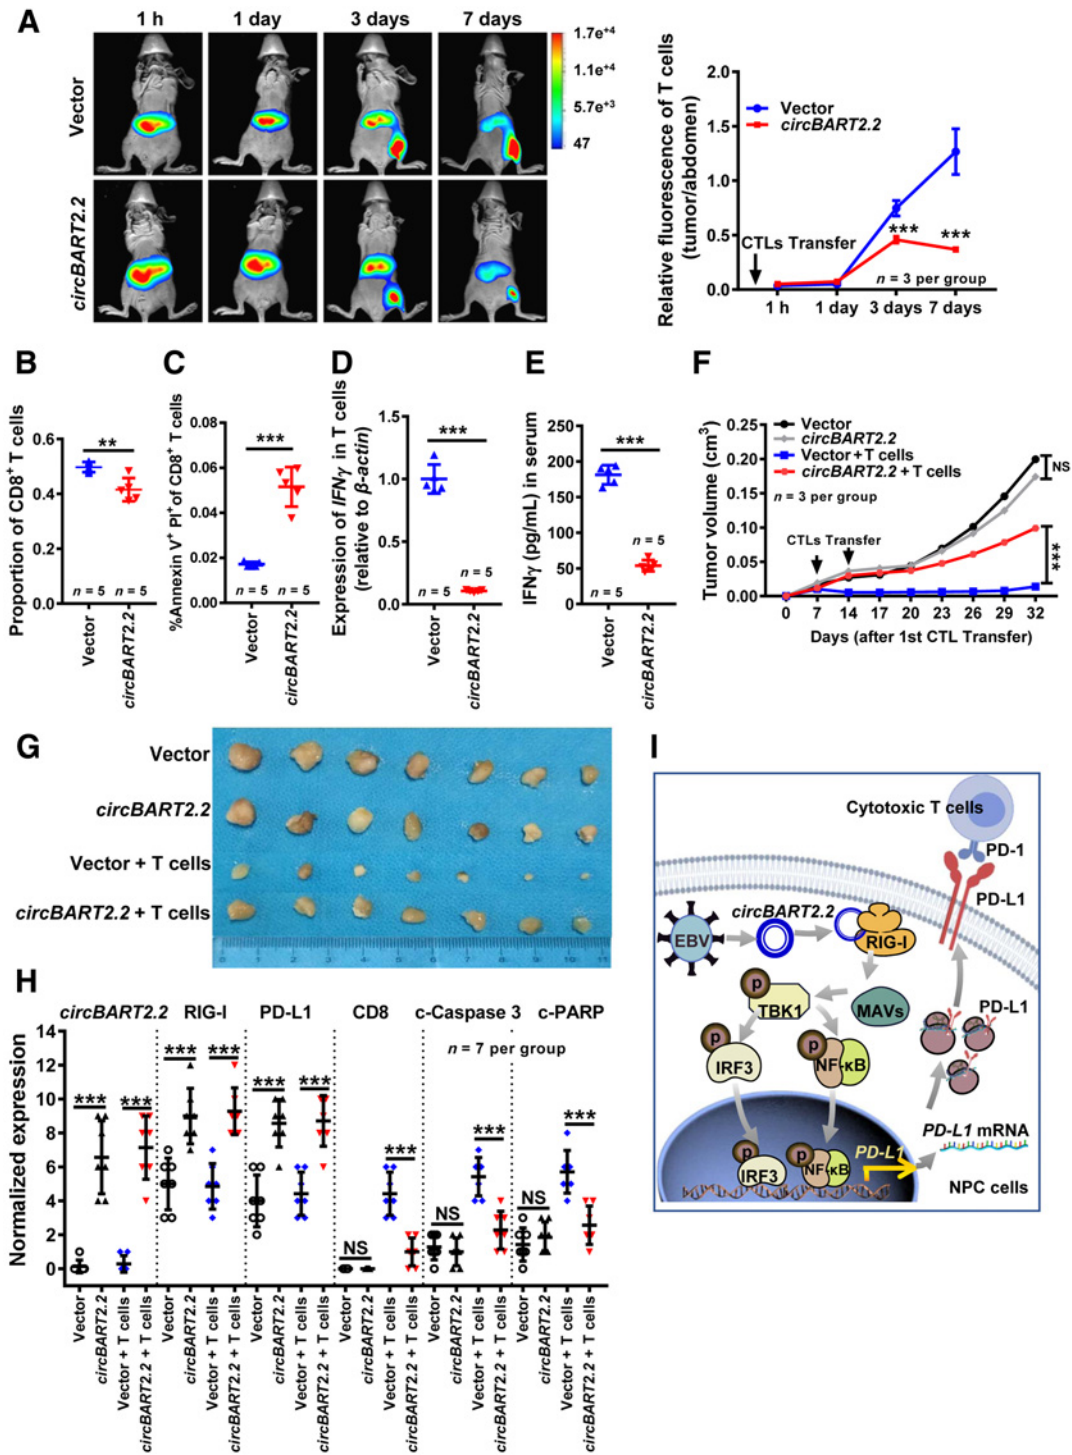 A
1 h
1 day
3 days
7 days
Vector
circBART2.2
1.7e+4
1.1e+4
5.7e+3
47
Relative fluorescence of T cells
(tumor/abdomen)
2.0
1.5
1.0
0.5
0.0
Vector
circBART2.2
CTLs Transfer
***
***
n = 3 per group
1 h
1 day
3 days
7 days
B
Proportion of CD8+ T cells
0.6
0.4
0.2
0.0
**
n = 5
n = 5
Vector
circBART2.2
C
%Annexin V+ PI+ of CD8+ T cells
0.08
0.06
0.04
0.02
0.00
***
n = 5
n = 5
Vector
circBART2.2
D
Expression of IFNγ in T cells
(relative to β-actin)
1.5
1.0
0.5
0.0
***
n = 5
n = 5
Vector
circBART2.2
E
IFNγ (pg/mL) in serum
250
200
150
100
50
0
***
n = 5
n = 5
Vector
circBART2.2
F
Tumor volume (cm3)
0.25
0.20
0.15
0.10
0.05
0.00
Vector
circBART2.2
Vector + T cells
circBART2.2 + T cells
n = 3 per group
CTLs Transfer
NS
***
0 7 14 17 20 23 26 29 32
Days (after 1st CTL Transfer)
G
Vector
circBART2.2
Vector + T cells
circBART2.2 + T cells
0 1 2 3 4 5 6 7 8 9 10 11
H
circBART2.2
RIG-I
PD-L1
CD8
c-Caspase 3
c-PARP
n = 7 per group
Normalized expression
14
12
10
8
6
4
2
0
***
***
***
***
***
***
NS
***
NS
***
NS
***
Vector
circBART2.2
Vector + T cells
circBART2.2 + T cells
Vector
circBART2.2
Vector + T cells
circBART2.2 + T cells
Vector
circBART2.2
Vector + T cells
circBART2.2 + T cells
Vector
circBART2.2
Vector + T cells
circBART2.2 + T cells
Vector
circBART2.2
Vector + T cells
circBART2.2 + T cells
Vector
circBART2.2
Vector + T cells
circBART2.2 + T cells
I
Cytotoxic T cells
PD-1
PD-L1
circBART2.2
EBV
RIG-I
p
TBK1
MAVs
PD-L1
p
IRF3
p
NF-κB
p
IRF3
p
NF-κB
PD-L1
PD-L1 mRNA
NPC cells